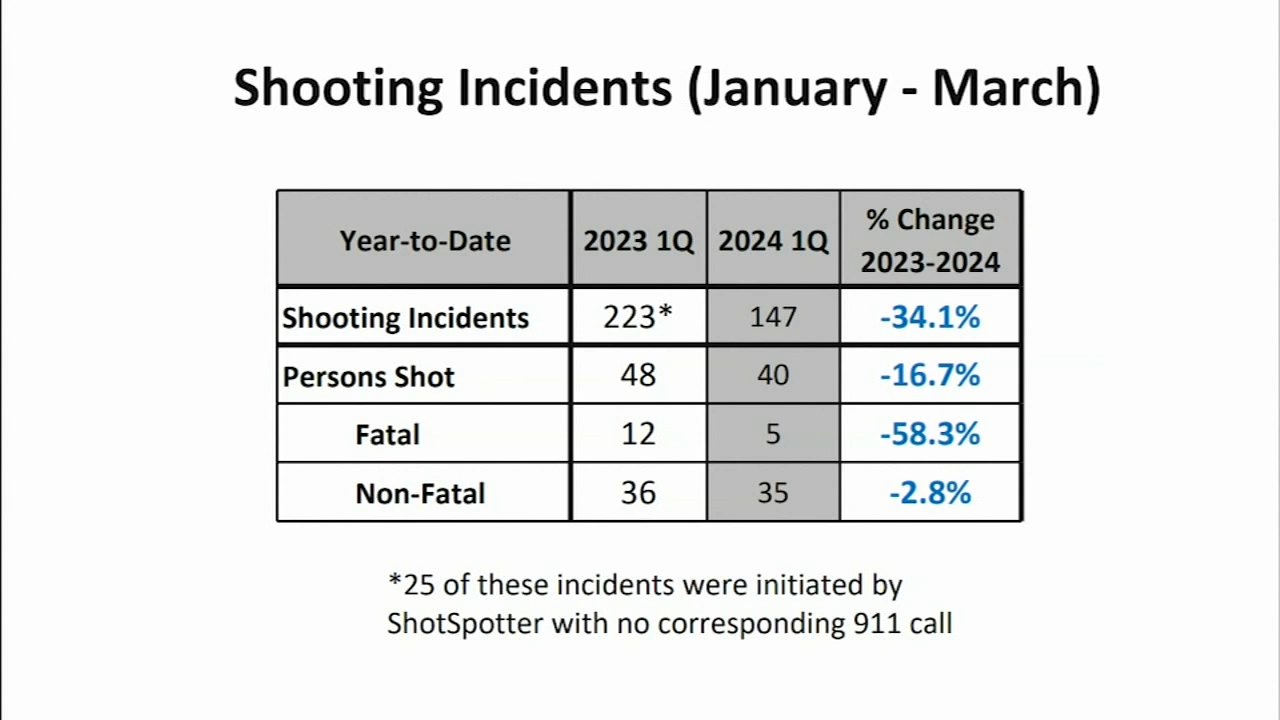 Shooting Incidents (January - March)
Year-to-Date 2023 1Q 2024 1Q % Change 2023-2024
Shooting Incidents 223* 147 -34.1%
Persons Shot 48 40 -16.7%
Fatal 12 5 -58.3%
Non-Fatal 36 35 -2.8%
*25 of these incidents were initiated by
ShotSpotter with no corresponding 911 call